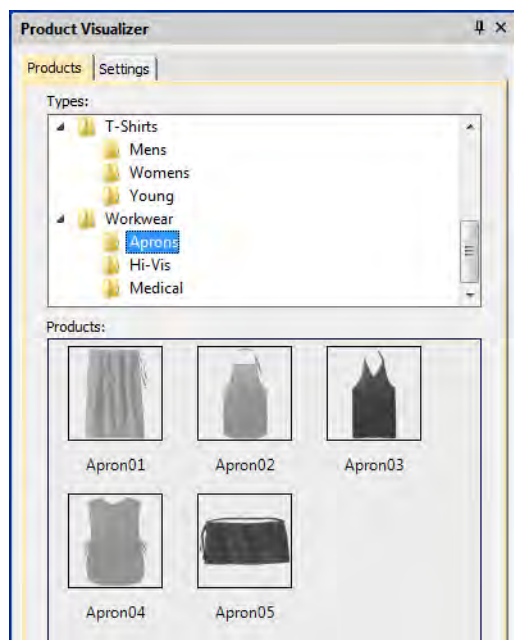 Product Visualizer
Products Settings
Types:
T-Shirts
Mens
Womens
Young
Workwear
Aprons
Hi-Vis
Medical
Products:
Apron01 Apron02 Apron03
Apron04 Apron05